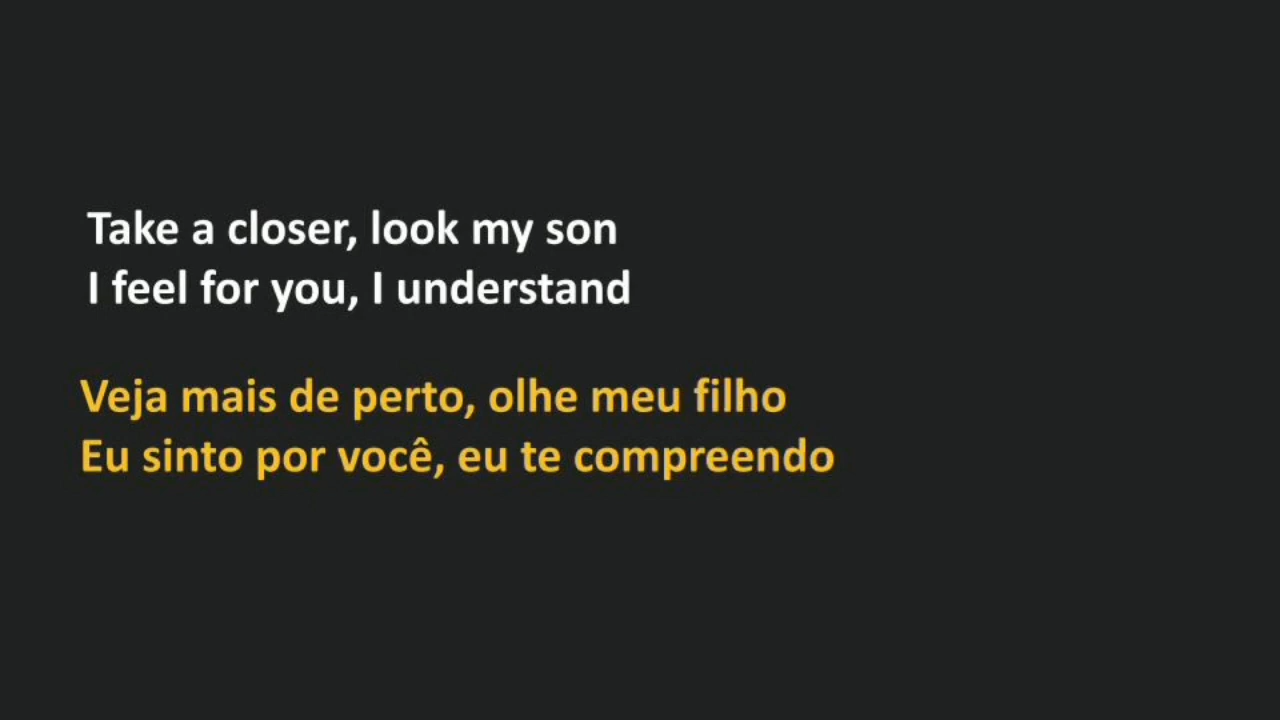 Take a closer, look my son
I feel for you, I understand
Veja mais de perto, olhe meu filho
Eu sinto por você, eu te compreendo